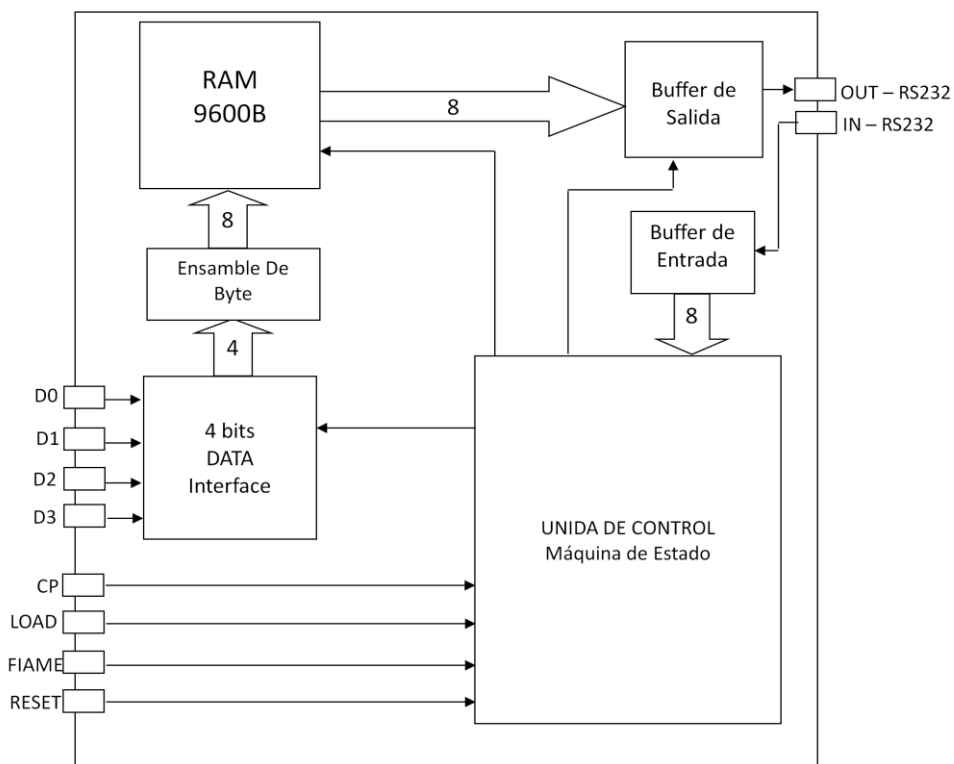 RAM
9600B
8
Buffer de
Salida
OUT – RS232
IN – RS232
8
Buffer de
Entrada
Ensamble De
Byte
8
4
D0
D1
D2
D3
4 bits
DATA
Interface
UNIDA DE CONTROL
Máquina de Estado
CP
LOAD
FIAME
RESET